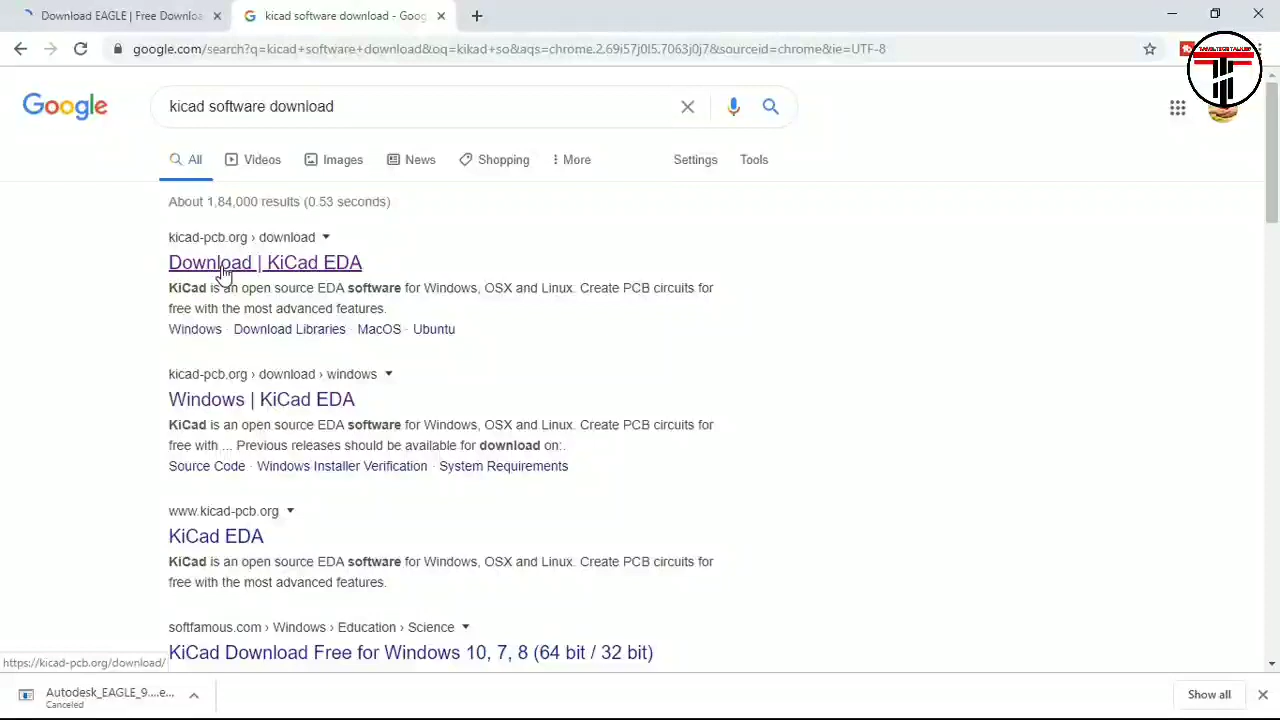 Download EAGLE | Free Downloa
kicad software download - Goog
google.com/search?q=kicad+software+download&oq=kikad+so&aqs=chrome.2.69i57j0l5.7063j0j7&sourceid=chrome&ie=UTF-8
Google
kicad software download
All
Videos
Images
News
Shopping
More
Settings
Tools
About 1,84,000 results (0.53 seconds)
kicad-pcb.org › download
Download | KiCad EDA
KiCad is an open source EDA software for Windows, OSX and Linux. Create PCB circuits for
free with the most advanced features.
Windows · Download Libraries · MacOS · Ubuntu
kicad-pcb.org › download › windows
Windows | KiCad EDA
KiCad is an open source EDA software for Windows, OSX and Linux. Create PCB circuits for
free with ... Previous releases should be available for download on:.
Source Code · Windows Installer Verification · System Requirements
www.kicad-pcb.org
KiCad EDA
KiCad is an open source EDA software for Windows, OSX and Linux. Create PCB circuits for
free with the most advanced features.
softfamous.com › Windows › Education › Science
KiCad Download Free for Windows 10, 7, 8 (64 bit / 32 bit)
https://kicad-pcb.org/download/
Autodesk_EAGLE_9....e...
Canceled
Show all